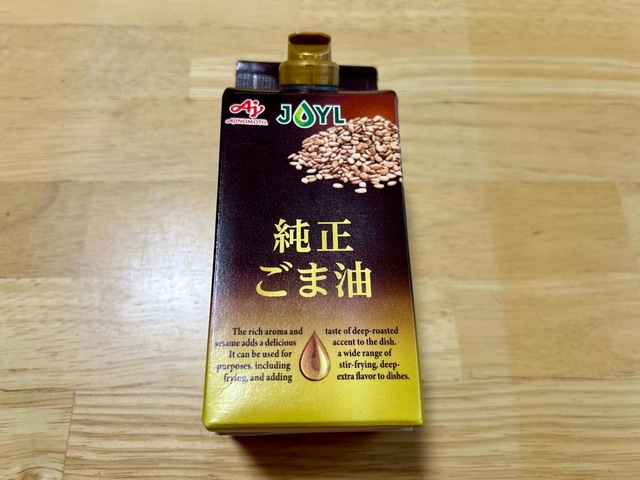 Aj
AJINOMOTO
JOYL
純正
ごま油
The rich aroma and taste of deep-roasted
sesame adds a delicious accent to the dish.
It can be used for a wide range of
purposes, including stir-frying, deep-
frying, and adding extra flavor to dishes.